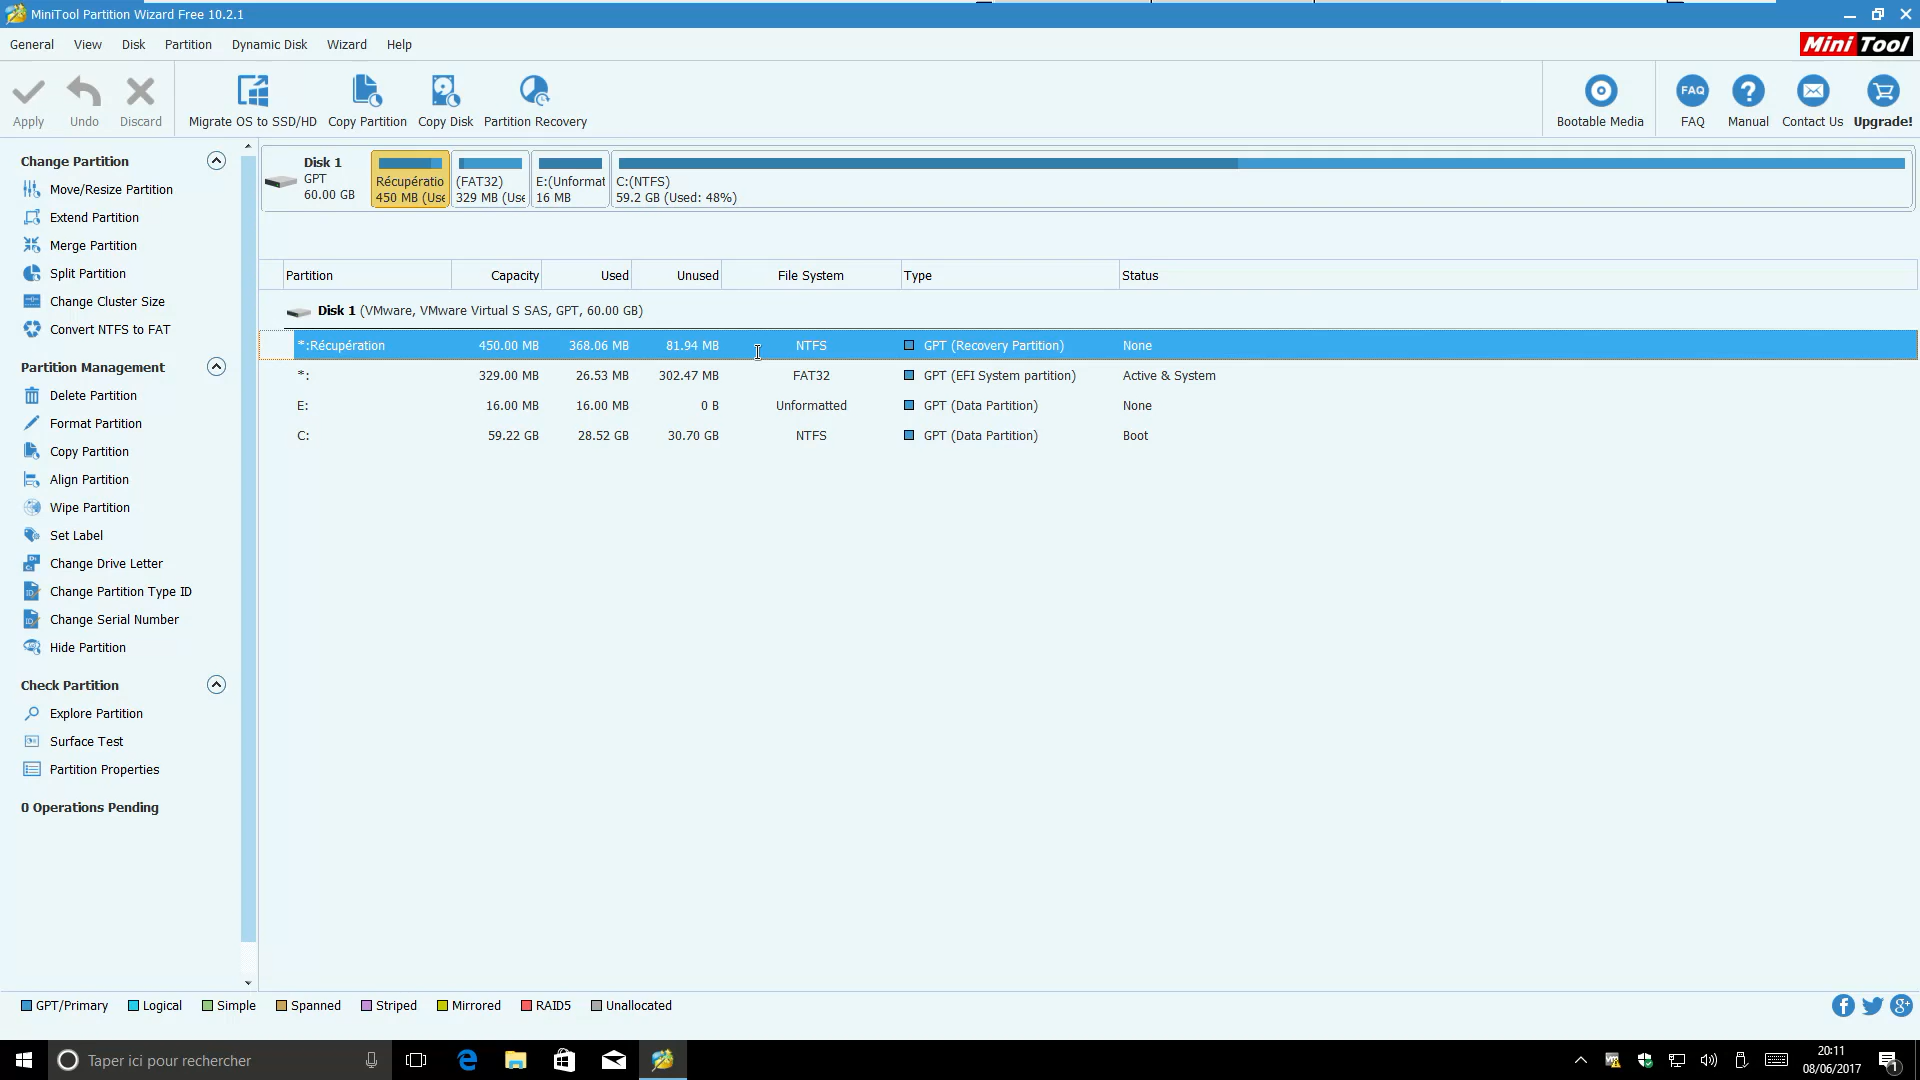 MiniTool Partition Wizard Free 10.2.1
General View Disk Partition Dynamic Disk Wizard Help
Mini Tool
Apply Undo Discard Migrate OS to SSD/HD Copy Partition Copy Disk Partition Recovery Bootable Media FAQ FAQ Manual Contact Us Upgrade!
Change Partition
Move/Resize Partition
Extend Partition
Merge Partition
Split Partition
Change Cluster Size
Convert NTFS to FAT
Partition Management
Delete Partition
Format Partition
Copy Partition
Align Partition
Wipe Partition
Set Label
Change Drive Letter
Change Partition Type ID
Change Serial Number
Hide Partition
Check Partition
Explore Partition
Surface Test
Partition Properties
0 Operations Pending
Disk 1
GPT
60.00 GB
Récupératio
450 MB (Use
(FAT32)
329 MB (Use
E:(Unformat
16 MB
C:(NTFS)
59.2 GB (Used: 48%)
Partition Capacity Used Unused File System Type Status
Disk 1 (VMware, VMware Virtual S SAS, GPT, 60.00 GB)
*:Récupération 450.00 MB 368.06 MB 81.94 MB NTFS GPT (Recovery Partition) None
*: 329.00 MB 26.53 MB 302.47 MB FAT32 GPT (EFI System partition) Active & System
E: 16.00 MB 16.00 MB 0 B Unformatted GPT (Data Partition) None
C: 59.22 GB 28.52 GB 30.70 GB NTFS GPT (Data Partition) Boot
GPT/Primary Logical Simple Spanned Striped Mirrored RAID5 Unallocated
Taper ici pour rechercher
20:11
08/06/2017
1